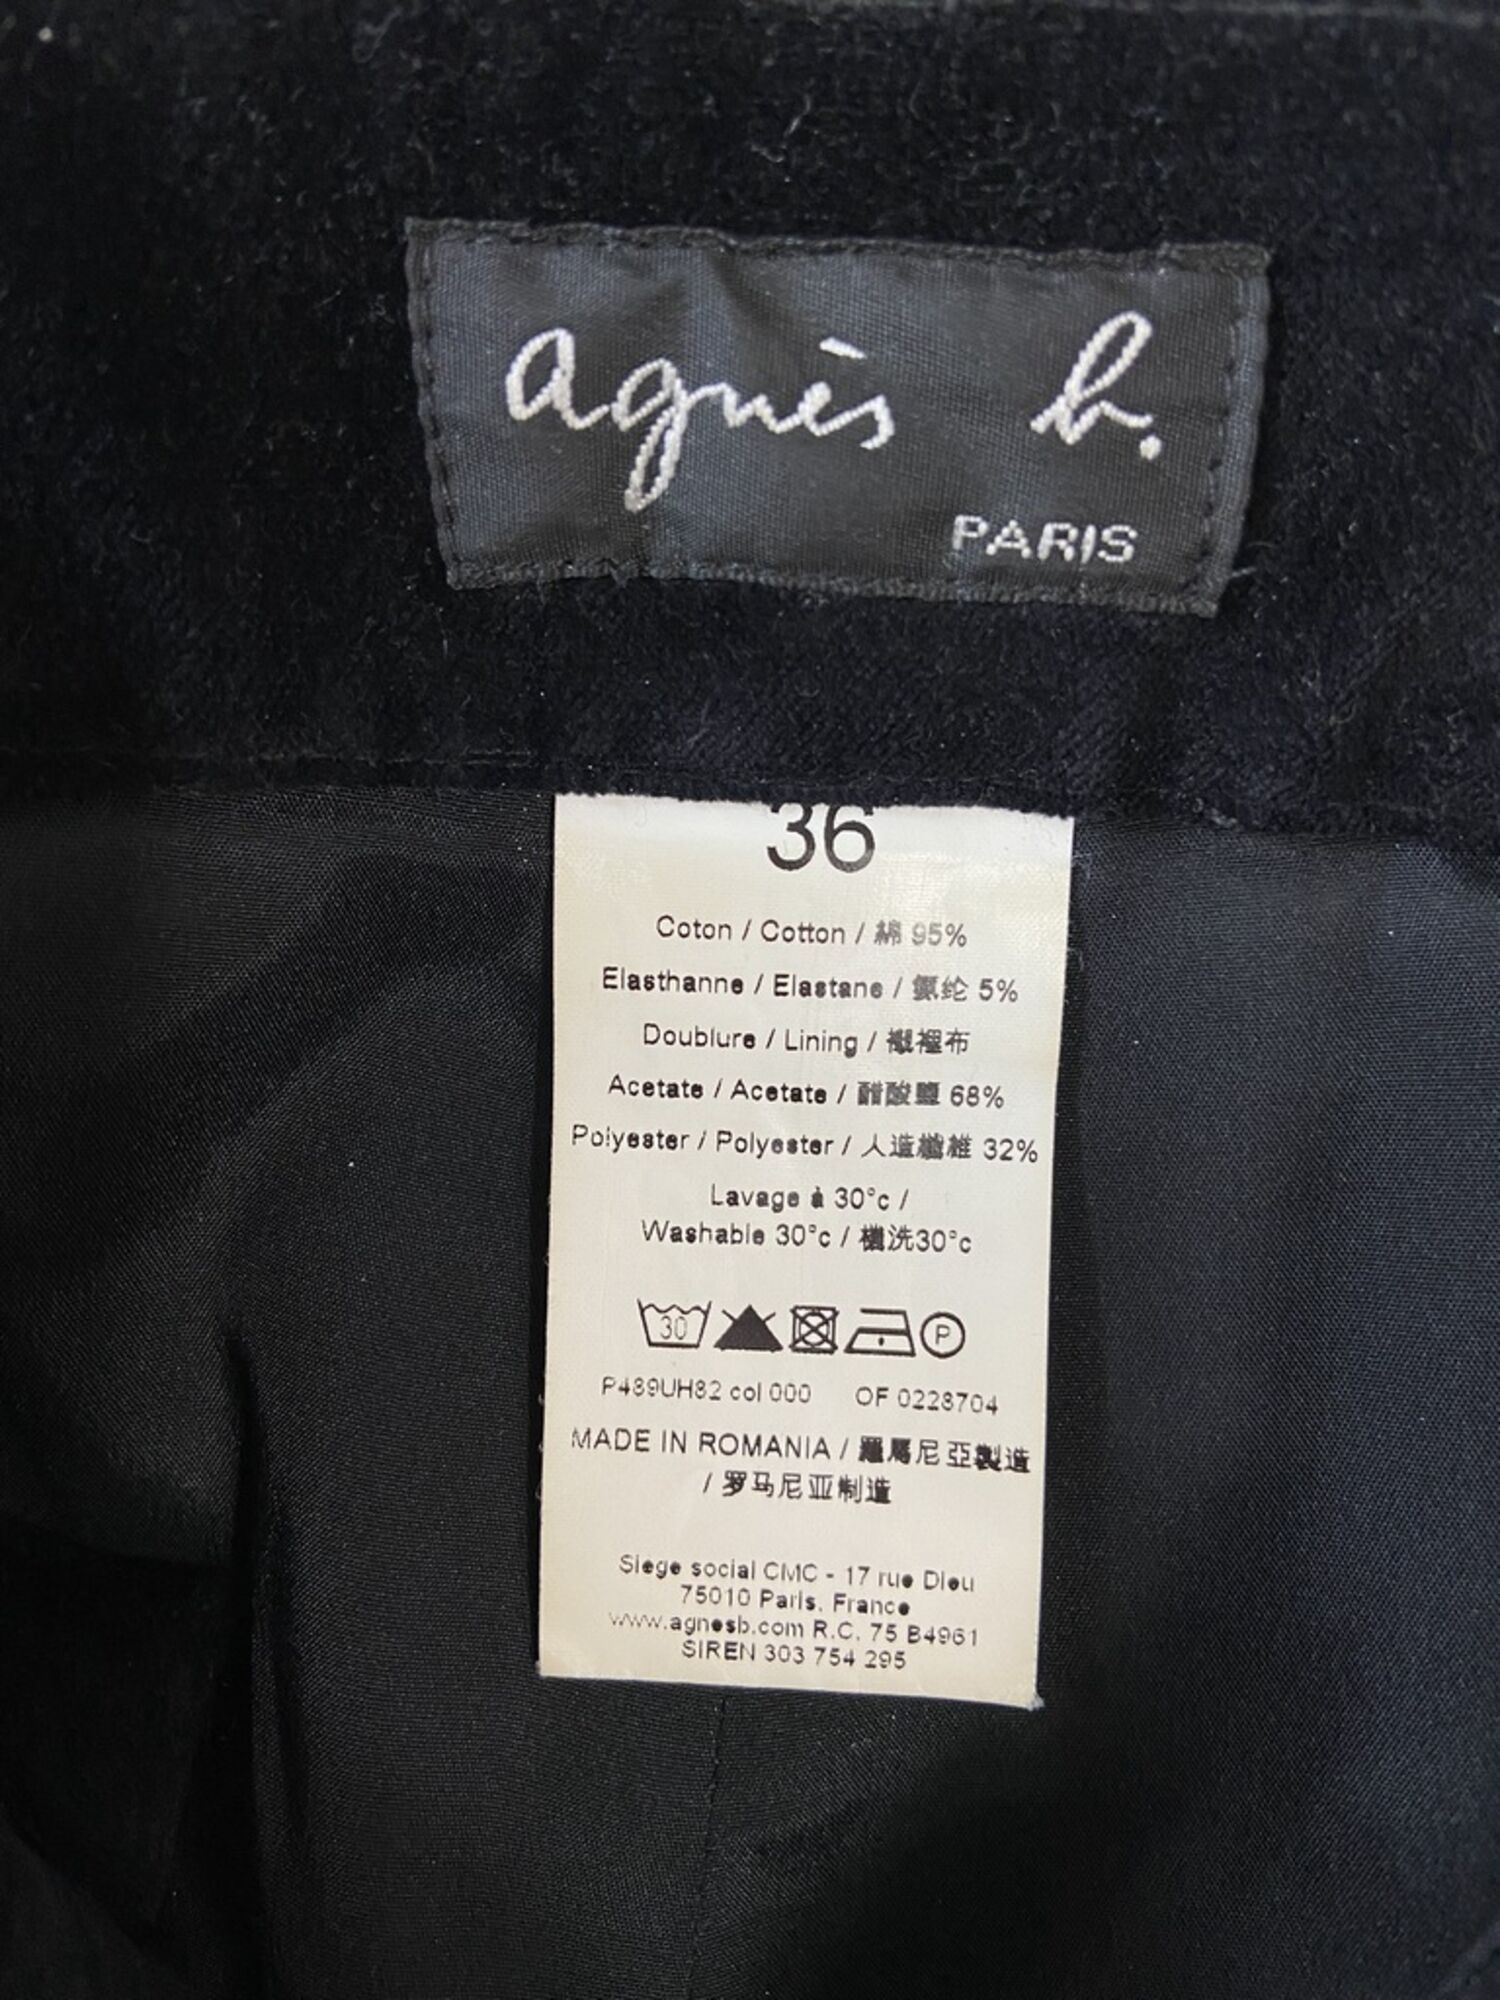 agnès b.
PARIS
36
Coton / Cotton / 綿 95%
Elasthanne / Elastane / 氨纶 5%
Doublure / Lining / 襯裡布
Acetate / Acetate / 醋酸鹽 68%
Polyester / Polyester / 人造纖維 32%
Lavage à 30°c /
Washable 30°c / 機洗30°c
30 P
P489UH82 col 000 OF 0228704
MADE IN ROMANIA / 羅馬尼亞製造
/ 罗马尼亚制造
Siege social CMC - 17 rue Dieu
75010 Paris. France
www.agnesb.com R.C. 75 B4961
SIREN 303 754 295